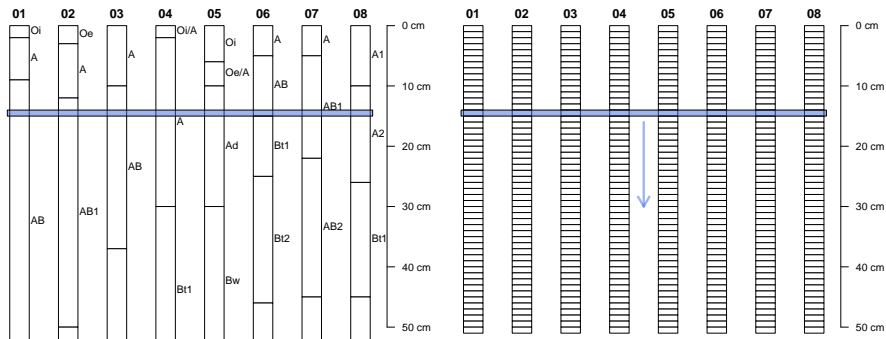 01 02 03 04 05 06 07 08
Oi Oe A Oi/A Oi A A A1
A A Oe/A AB
AB1
A Ad Bt1 A2
AB
AB AB1 Bt2 AB2 Bt1
Bt1 Bw
0 cm
10 cm
20 cm
30 cm
40 cm
50 cm
01 02 03 04 05 06 07 08
0 cm
10 cm
20 cm
30 cm
40 cm
50 cm